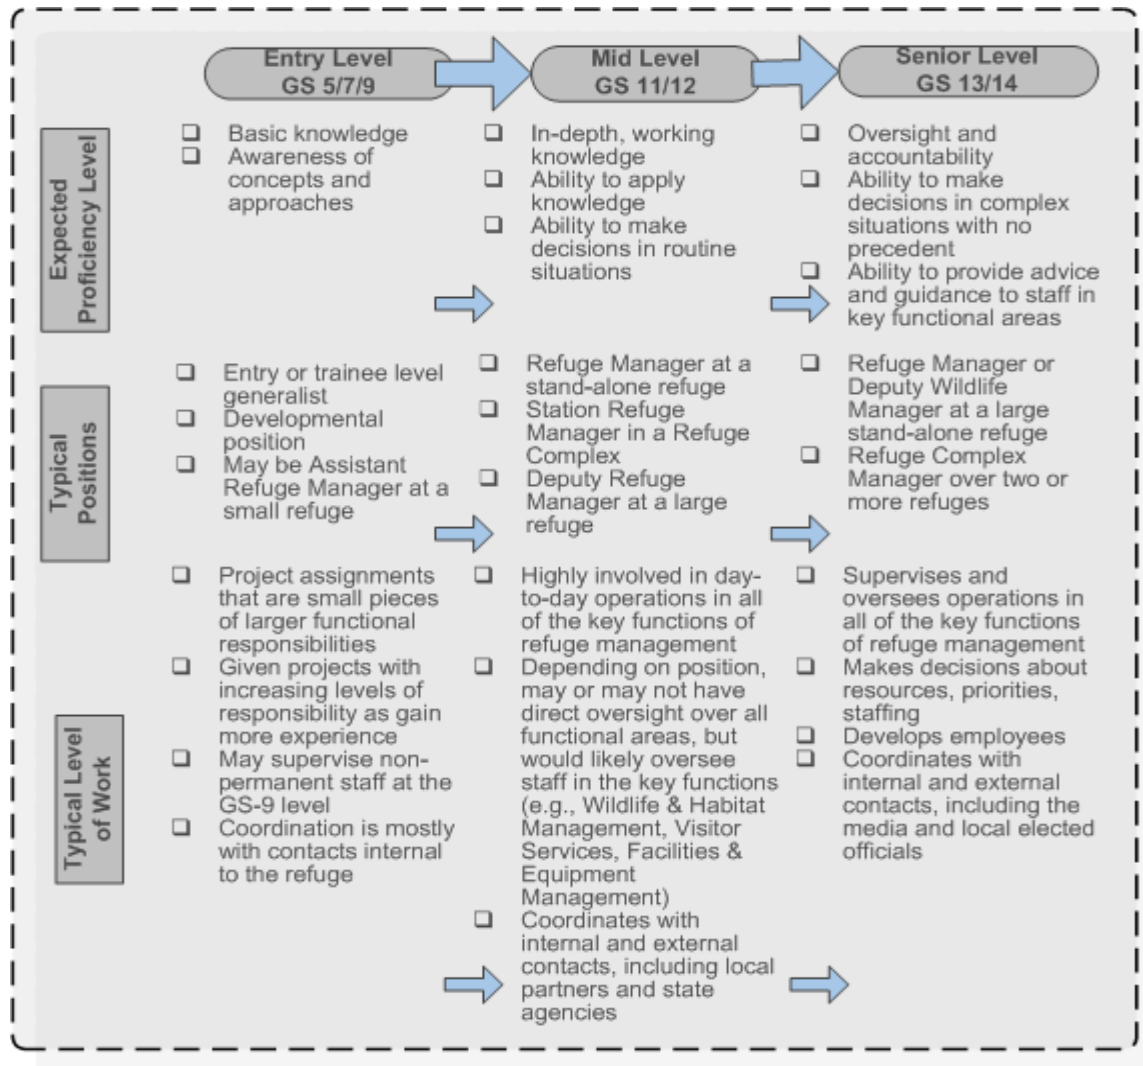 Entry Level
GS 5/7/9
Mid Level
GS 11/12
Senior Level
GS 13/14
Expected
Proficiency Level
❑ Basic knowledge
❑ Awareness of
concepts and
approaches
❑ In-depth, working
knowledge
❑ Ability to apply
knowledge
❑ Ability to make
decisions in routine
situations
❑ Oversight and
accountability
❑ Ability to make
decisions in complex
situations with no
precedent
❑ Ability to provide advice
and guidance to staff in
key functional areas
Typical
Positions
❑ Entry or trainee level
generalist
❑ Developmental
position
❑ May be Assistant
Refuge Manager at a
small refuge
❑ Refuge Manager at a
stand-alone refuge
❑ Station Refuge
Manager in a Refuge
Complex
❑ Deputy Refuge
Manager at a large
refuge
❑ Refuge Manager or
Deputy Wildlife
Manager at a large
stand-alone refuge
❑ Refuge Complex
Manager over two or
more refuges
Typical Level
of Work
❑ Project assignments
that are small pieces
of larger functional
responsibilities
❑ Given projects with
increasing levels of
responsibility as gain
more experience
❑ May supervise non-
permanent staff at the
GS-9 level
❑ Coordination is mostly
with contacts internal
to the refuge
❑ Highly involved in day-
to-day operations in all
of the key functions of
refuge management
❑ Depending on position,
may or may not have
direct oversight over all
functional areas, but
would likely oversee
staff in the key functions
(e.g., Wildlife & Habitat
Management, Visitor
Services, Facilities &
Equipment
Management)
❑ Coordinates with
internal and external
contacts, including local
partners and state
agencies
❑ Supervises and
oversees operations in
all of the key functions
of refuge management
❑ Makes decisions about
resources, priorities,
staffing
❑ Develops employees
❑ Coordinates with
internal and external
contacts, including the
media and local elected
officials